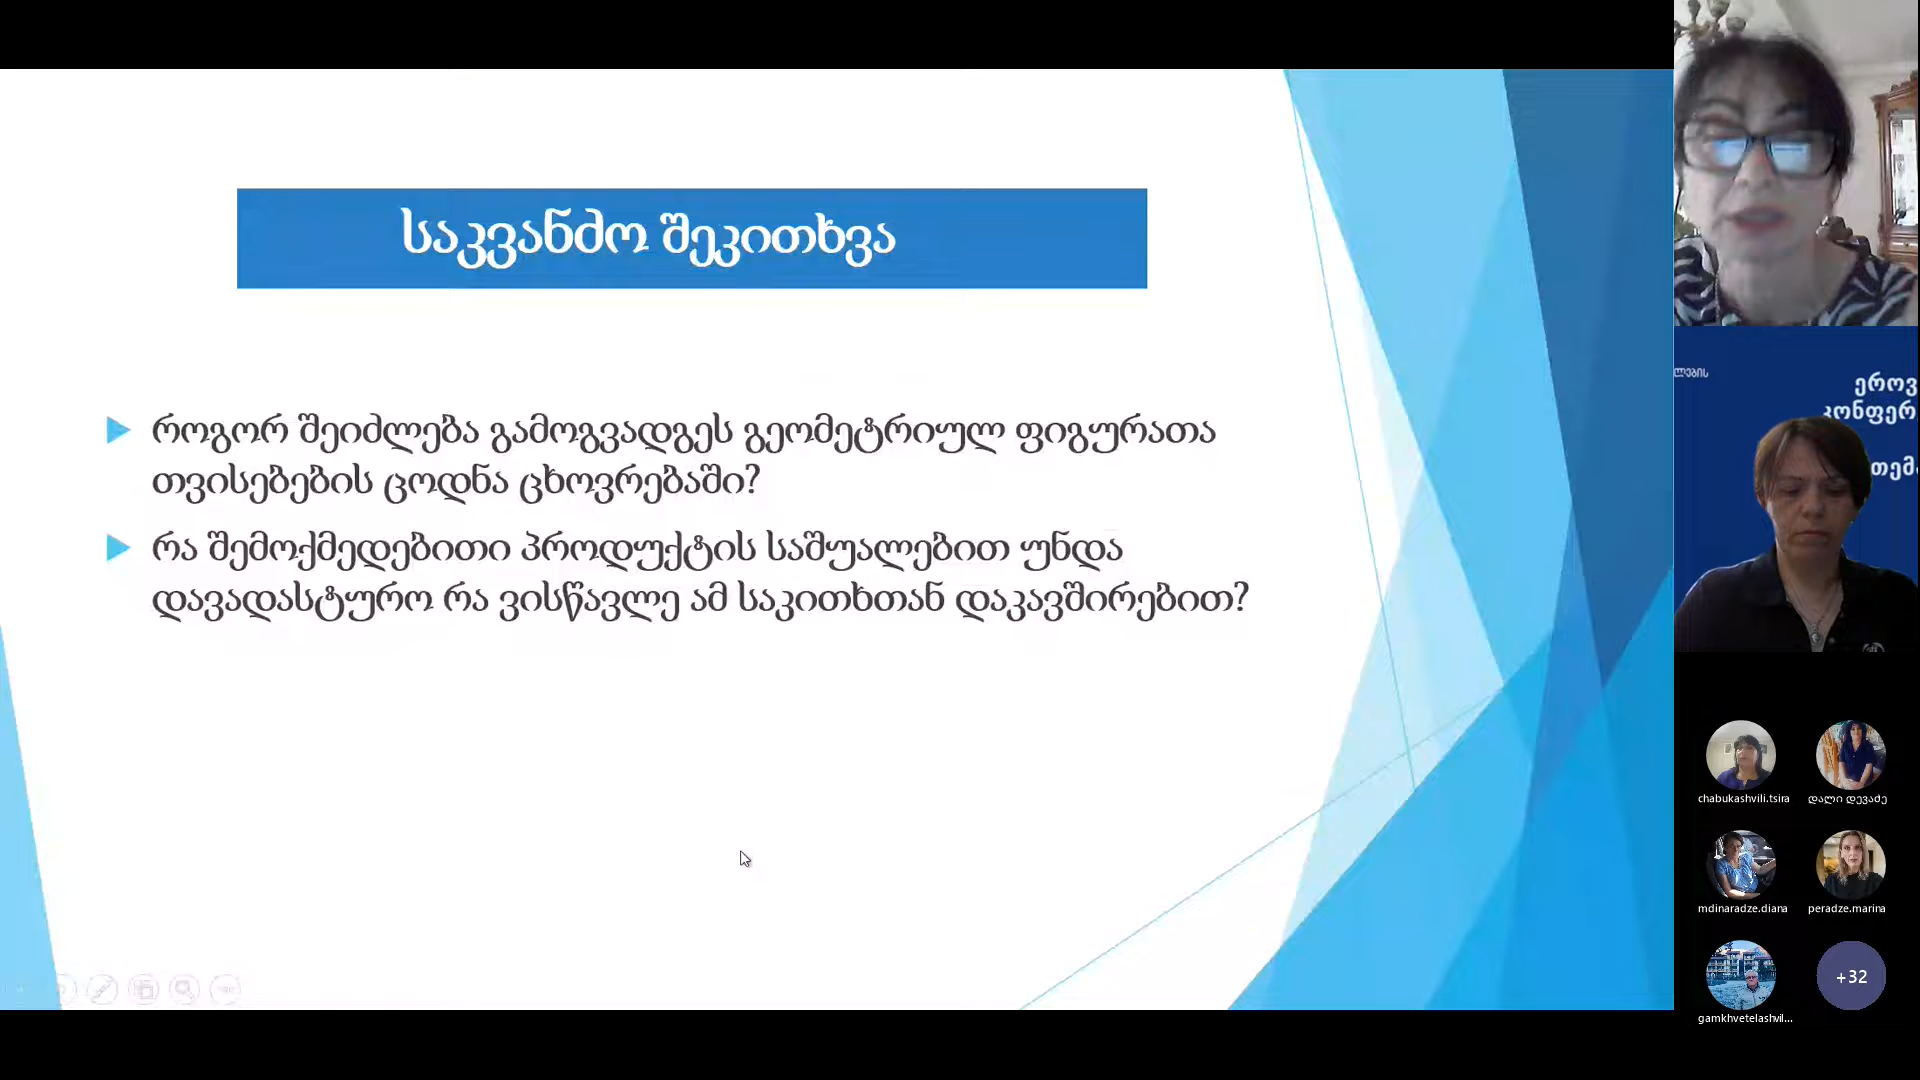 საკვანძო შეკითხვა
როგორ შეიძლება გამოგვადგეს გეომეტრიულ ფიგურათა
თვისებების ცოდნა ცხოვრებაში?
რა შემოქმედებითი პროდუქტის საშუალებით უნდა
დავადასტურო რა ვისწავლე ამ საკითხთან დაკავშირებით?
ლების
ეროვ
კონფერ
თემ
chabukashvili.tsira
დალი დევაძე
mdinaradze.diana
peradze.marina
gamkhvetelashvil...
+32